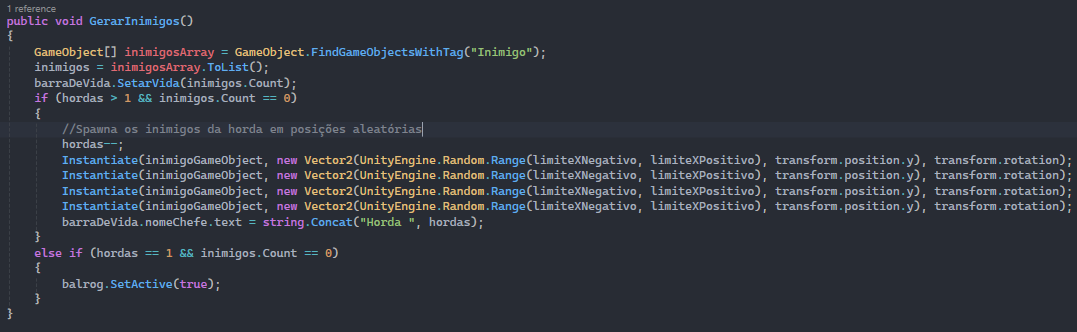 1 reference
public void GerarInimigos()
{
GameObject[] inimigosArray = GameObject.FindGameObjectsWithTag("Inimigo");
inimigos = inimigosArray.ToList();
barraDeVida.SetarVida(inimigos.Count);
if (hordas > 1 && inimigos.Count == 0)
{
//Spawna os inimigos da horda em posições aleatórias
hordas--;
Instantiate(inimigoGameObject, new Vector2(UnityEngine.Random.Range(limiteXNegativo, limiteXPositivo), transform.position.y), transform.rotation);
Instantiate(inimigoGameObject, new Vector2(UnityEngine.Random.Range(limiteXNegativo, limiteXPositivo), transform.position.y), transform.rotation);
Instantiate(inimigoGameObject, new Vector2(UnityEngine.Random.Range(limiteXNegativo, limiteXPositivo), transform.position.y), transform.rotation);
Instantiate(inimigoGameObject, new Vector2(UnityEngine.Random.Range(limiteXNegativo, limiteXPositivo), transform.position.y), transform.rotation);
barraDeVida.nomeChefe.text = string.Concat("Horda ", hordas);
}
else if (hordas == 1 && inimigos.Count == 0)
{
balrog.SetActive(true);
}
}